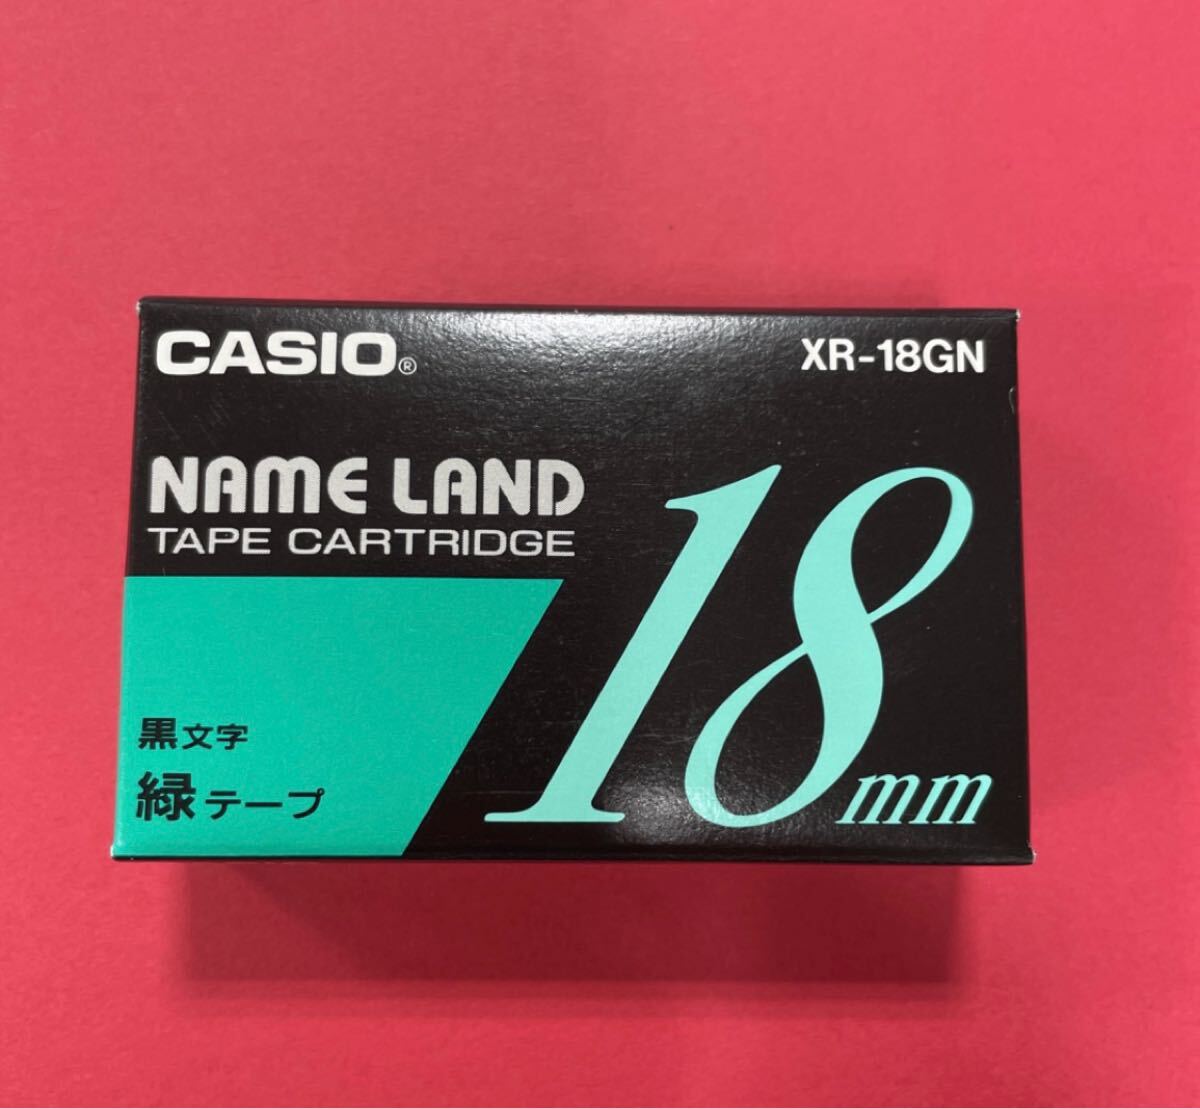 CASIO®
XR-18GN
NAME LAND
TAPE CARTRIDGE
18mm
黒文字
緑テープ